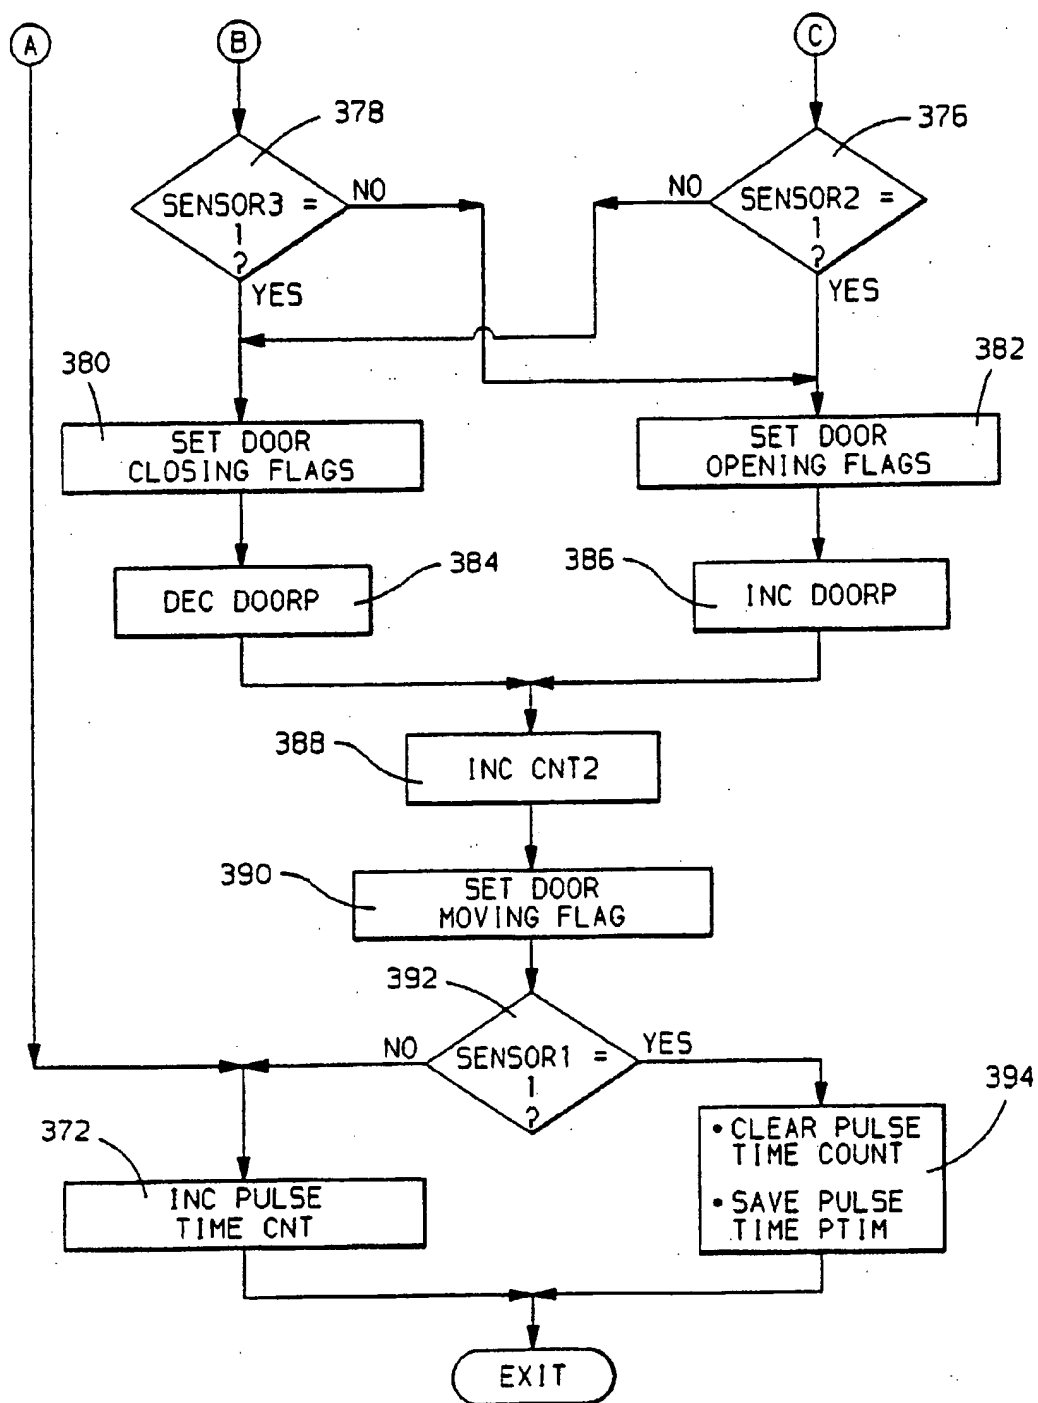 A
B
C
378
376
SENSOR3 =
1
?
NO
YES
SENSOR2 =
1
?
NO
YES
380
382
SET DOOR
CLOSING FLAGS
SET DOOR
OPENING FLAGS
384
386
DEC DOORP
INC DOORP
388
INC CNT2
390
SET DOOR
MOVING FLAG
392
NO
SENSOR1 =
1
?
YES
394
372
• CLEAR PULSE
TIME COUNT
• SAVE PULSE
TIME PTIM
INC PULSE
TIME CNT
EXIT